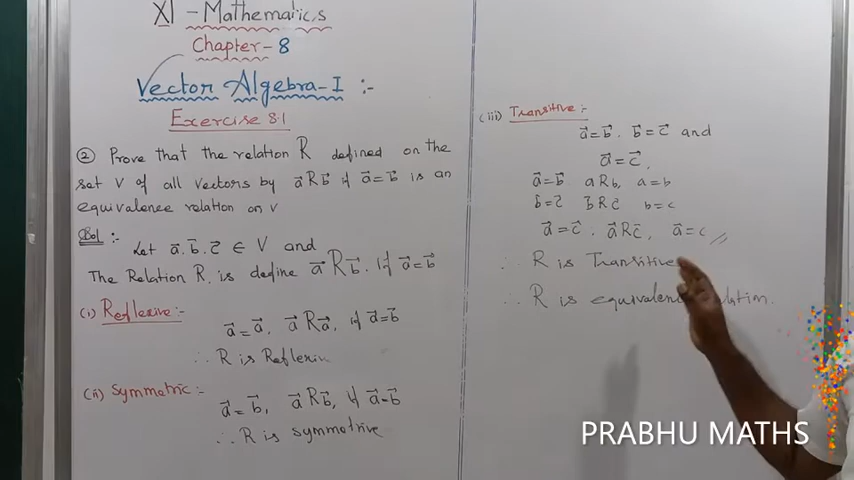 XI - Mathematics
Chapter - 8
Vector Algebra - I :-
Exercise 8.1
② Prove that the relation R defined on the
set V of all vectors by a⃗ R b⃗ if a⃗ = b⃗ is an
equivalence relation on V
Sol :-
Let a⃗. b⃗. c⃗ ∈ V and
The Relation R. is define a⃗ R b⃗. if a⃗ = b⃗
(i) Reflexive :-
a⃗ = a⃗, a⃗ R a⃗, if a⃗ = b⃗
∴ R is Reflexive
(ii) Symmetric :-
a⃗ = b⃗, a⃗ R b⃗, if a⃗ = b⃗
∴ R is symmetrive
(iii) Transitive :-
a⃗ = b⃗. b⃗ = c⃗ and
a⃗ = c⃗.
a⃗ = b⃗ a R b, a = b
b = c⃗ b⃗ R c⃗ b = c
a⃗ = c⃗. a⃗ R c⃗, a⃗ = c //
∴ R is Transitive
∴ R is equivalence
PRABHU MATHS